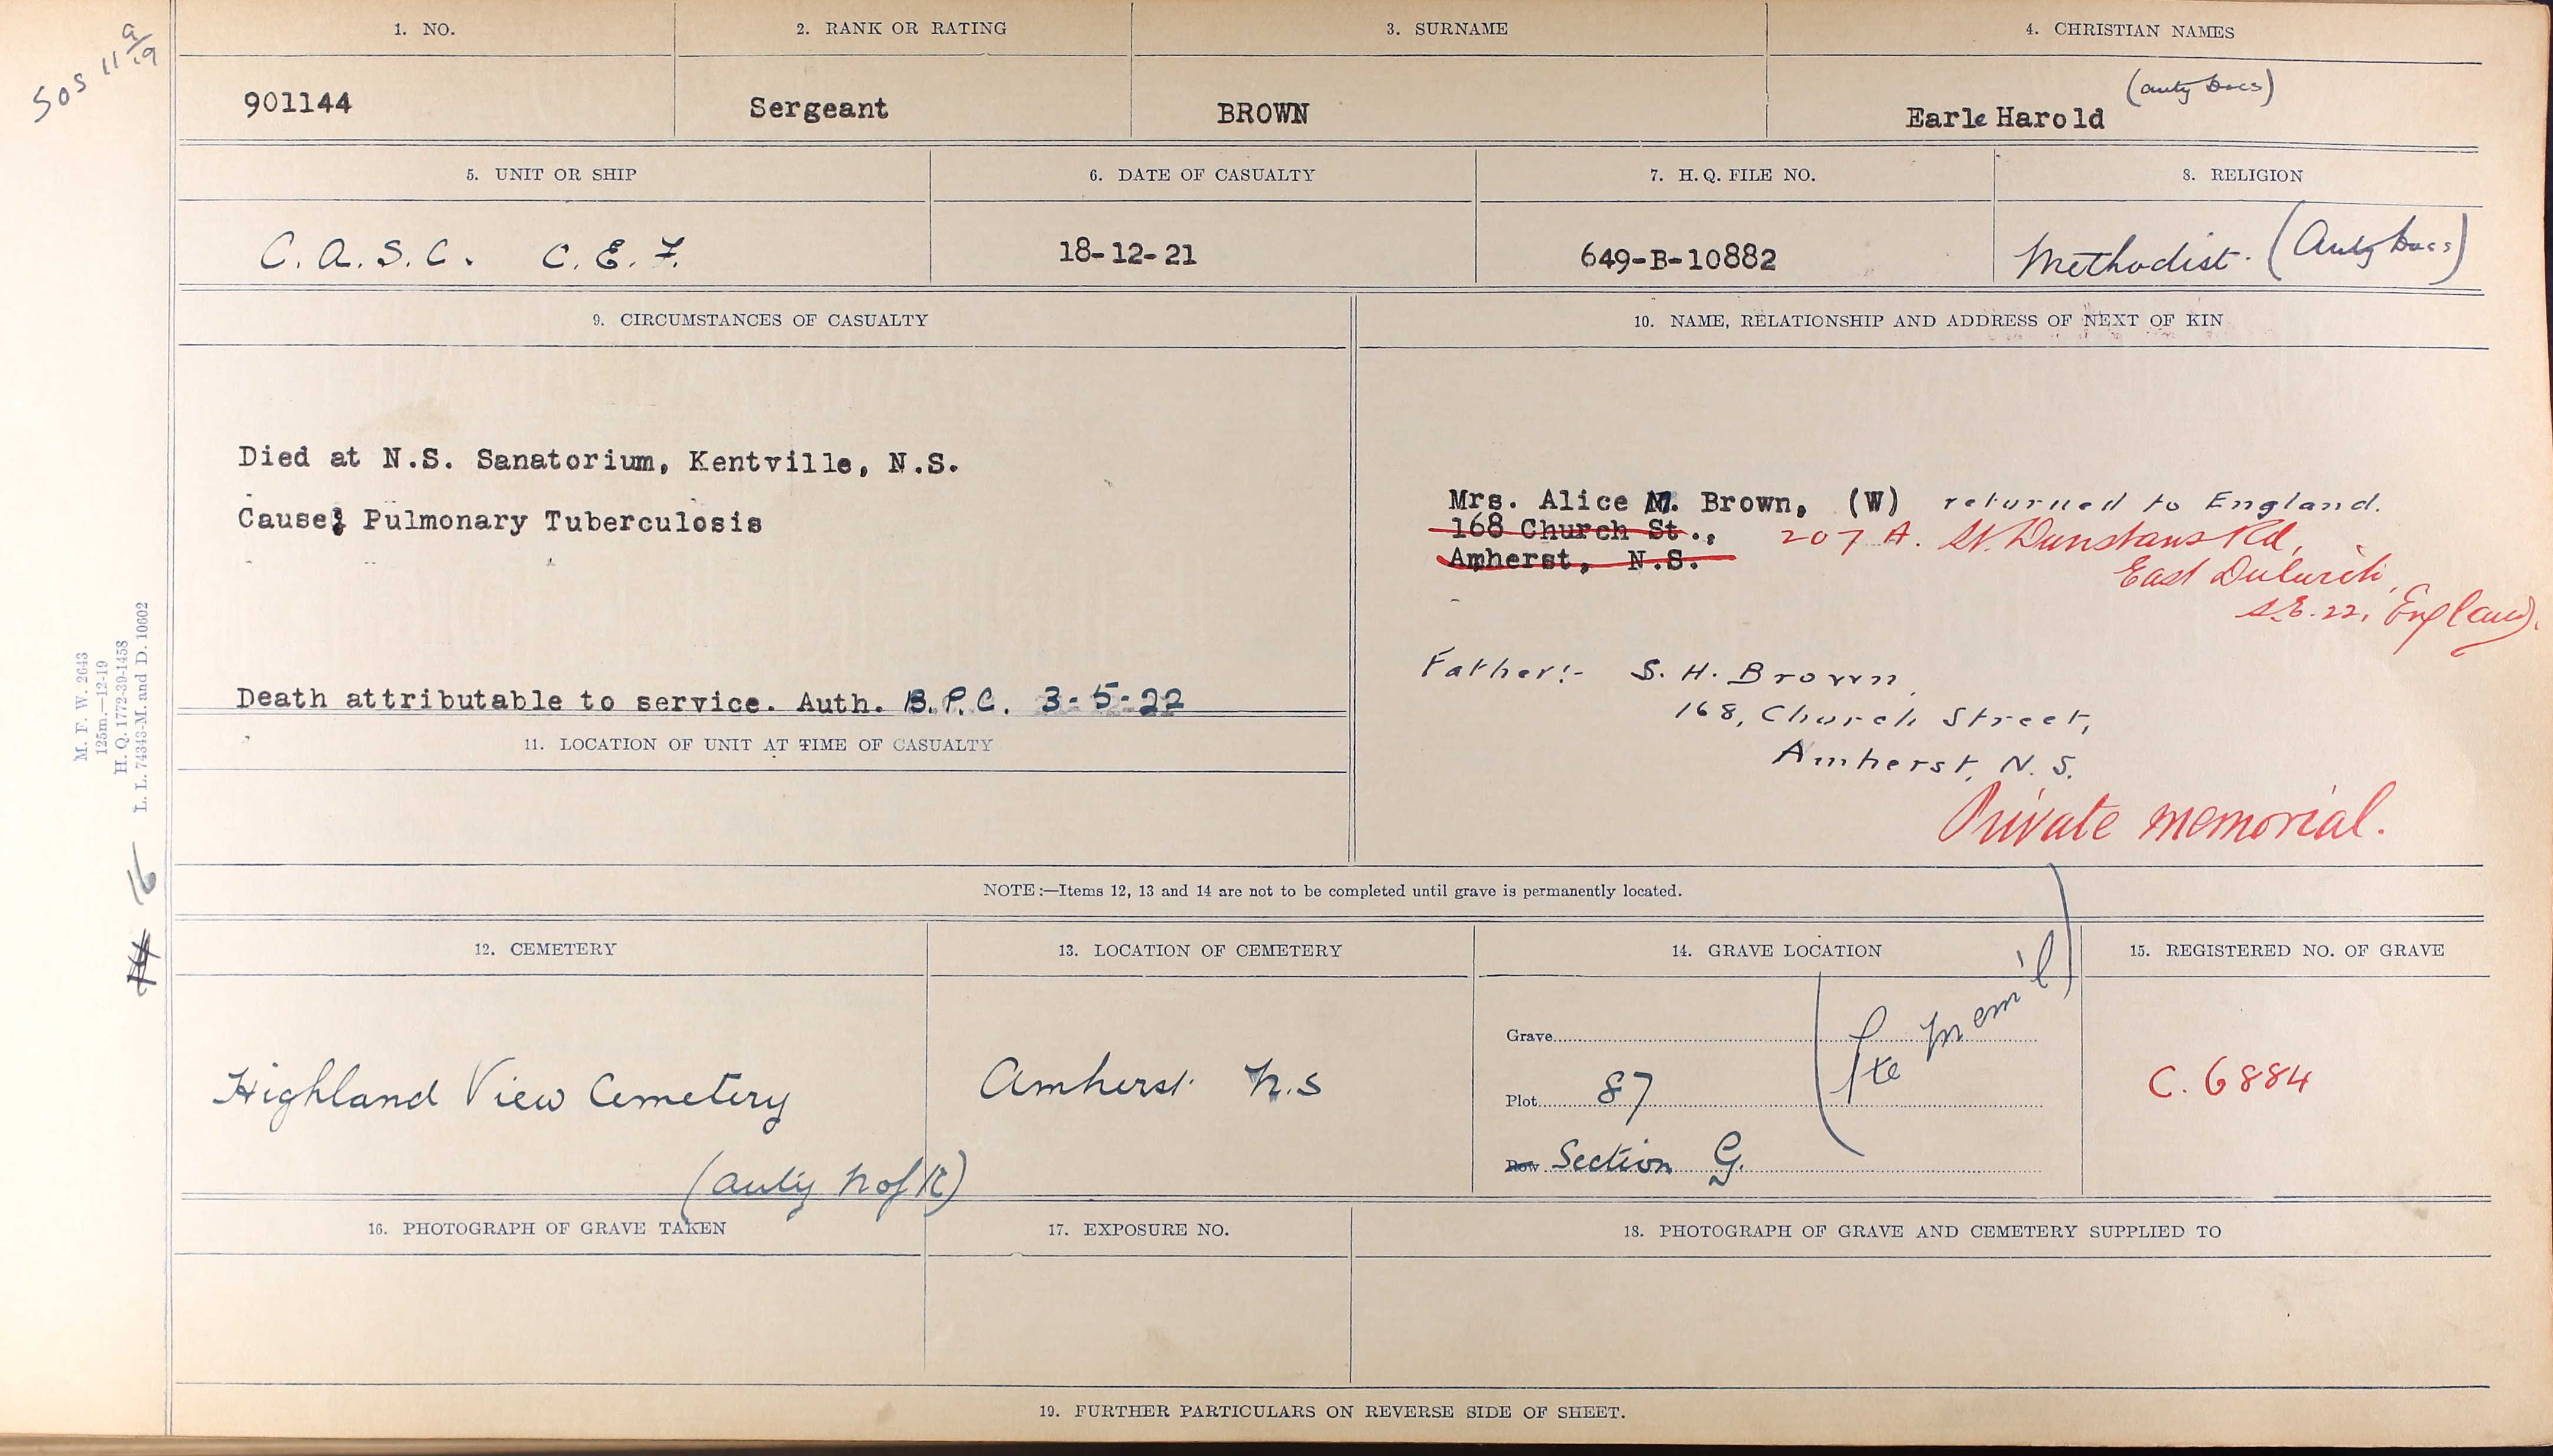 SOS 11 9/19
1. NO.
2. RANK OR RATING
3. SURNAME
4. CHRISTIAN NAMES
901144
Sergeant
BROWN
Earle Harold
(auty Docs)
5. UNIT OR SHIP
6. DATE OF CASUALTY
7. H. Q. FILE NO.
8. RELIGION
C.A.S.C. C.E.F.
18-12-21
649-B-10882
Methodist. (Auty Docs)
9. CIRCUMSTANCES OF CASUALTY
Died at N.S. Sanatorium, Kentville, N.S.
Cause; Pulmonary Tuberculosis
Death attributable to service. Auth. B.P.C. 3-5-22
10. NAME, RELATIONSHIP AND ADDRESS OF NEXT OF KIN
Mrs. Alice M. Brown, (W) returned to England.
168 Church St.,
Amherst, N.S.
207 A. St. Dunstans Rd,
East Dulwich,
S.E. 22, England.
Father:- S. H. Brown,
168, Church Street,
Amherst, N. S.
Private memorial.
11. LOCATION OF UNIT AT TIME OF CASUALTY
NOTE:—Items 12, 13 and 14 are not to be completed until grave is permanently located.
12. CEMETERY
13. LOCATION OF CEMETERY
14. GRAVE LOCATION
15. REGISTERED NO. OF GRAVE
Highland View Cemetery
(auty N of K)
Amherst N.S
Grave
Plot 87
Row Section G.
(Pte Mem'l)
C. 6884
16. PHOTOGRAPH OF GRAVE TAKEN
17. EXPOSURE NO.
18. PHOTOGRAPH OF GRAVE AND CEMETERY SUPPLIED TO
19. FURTHER PARTICULARS ON REVERSE SIDE OF SHEET.
M. F. W. 2643
125m.—12-19
H. Q. 1772-39-1458
L. L. 74343-M. and D. 10602